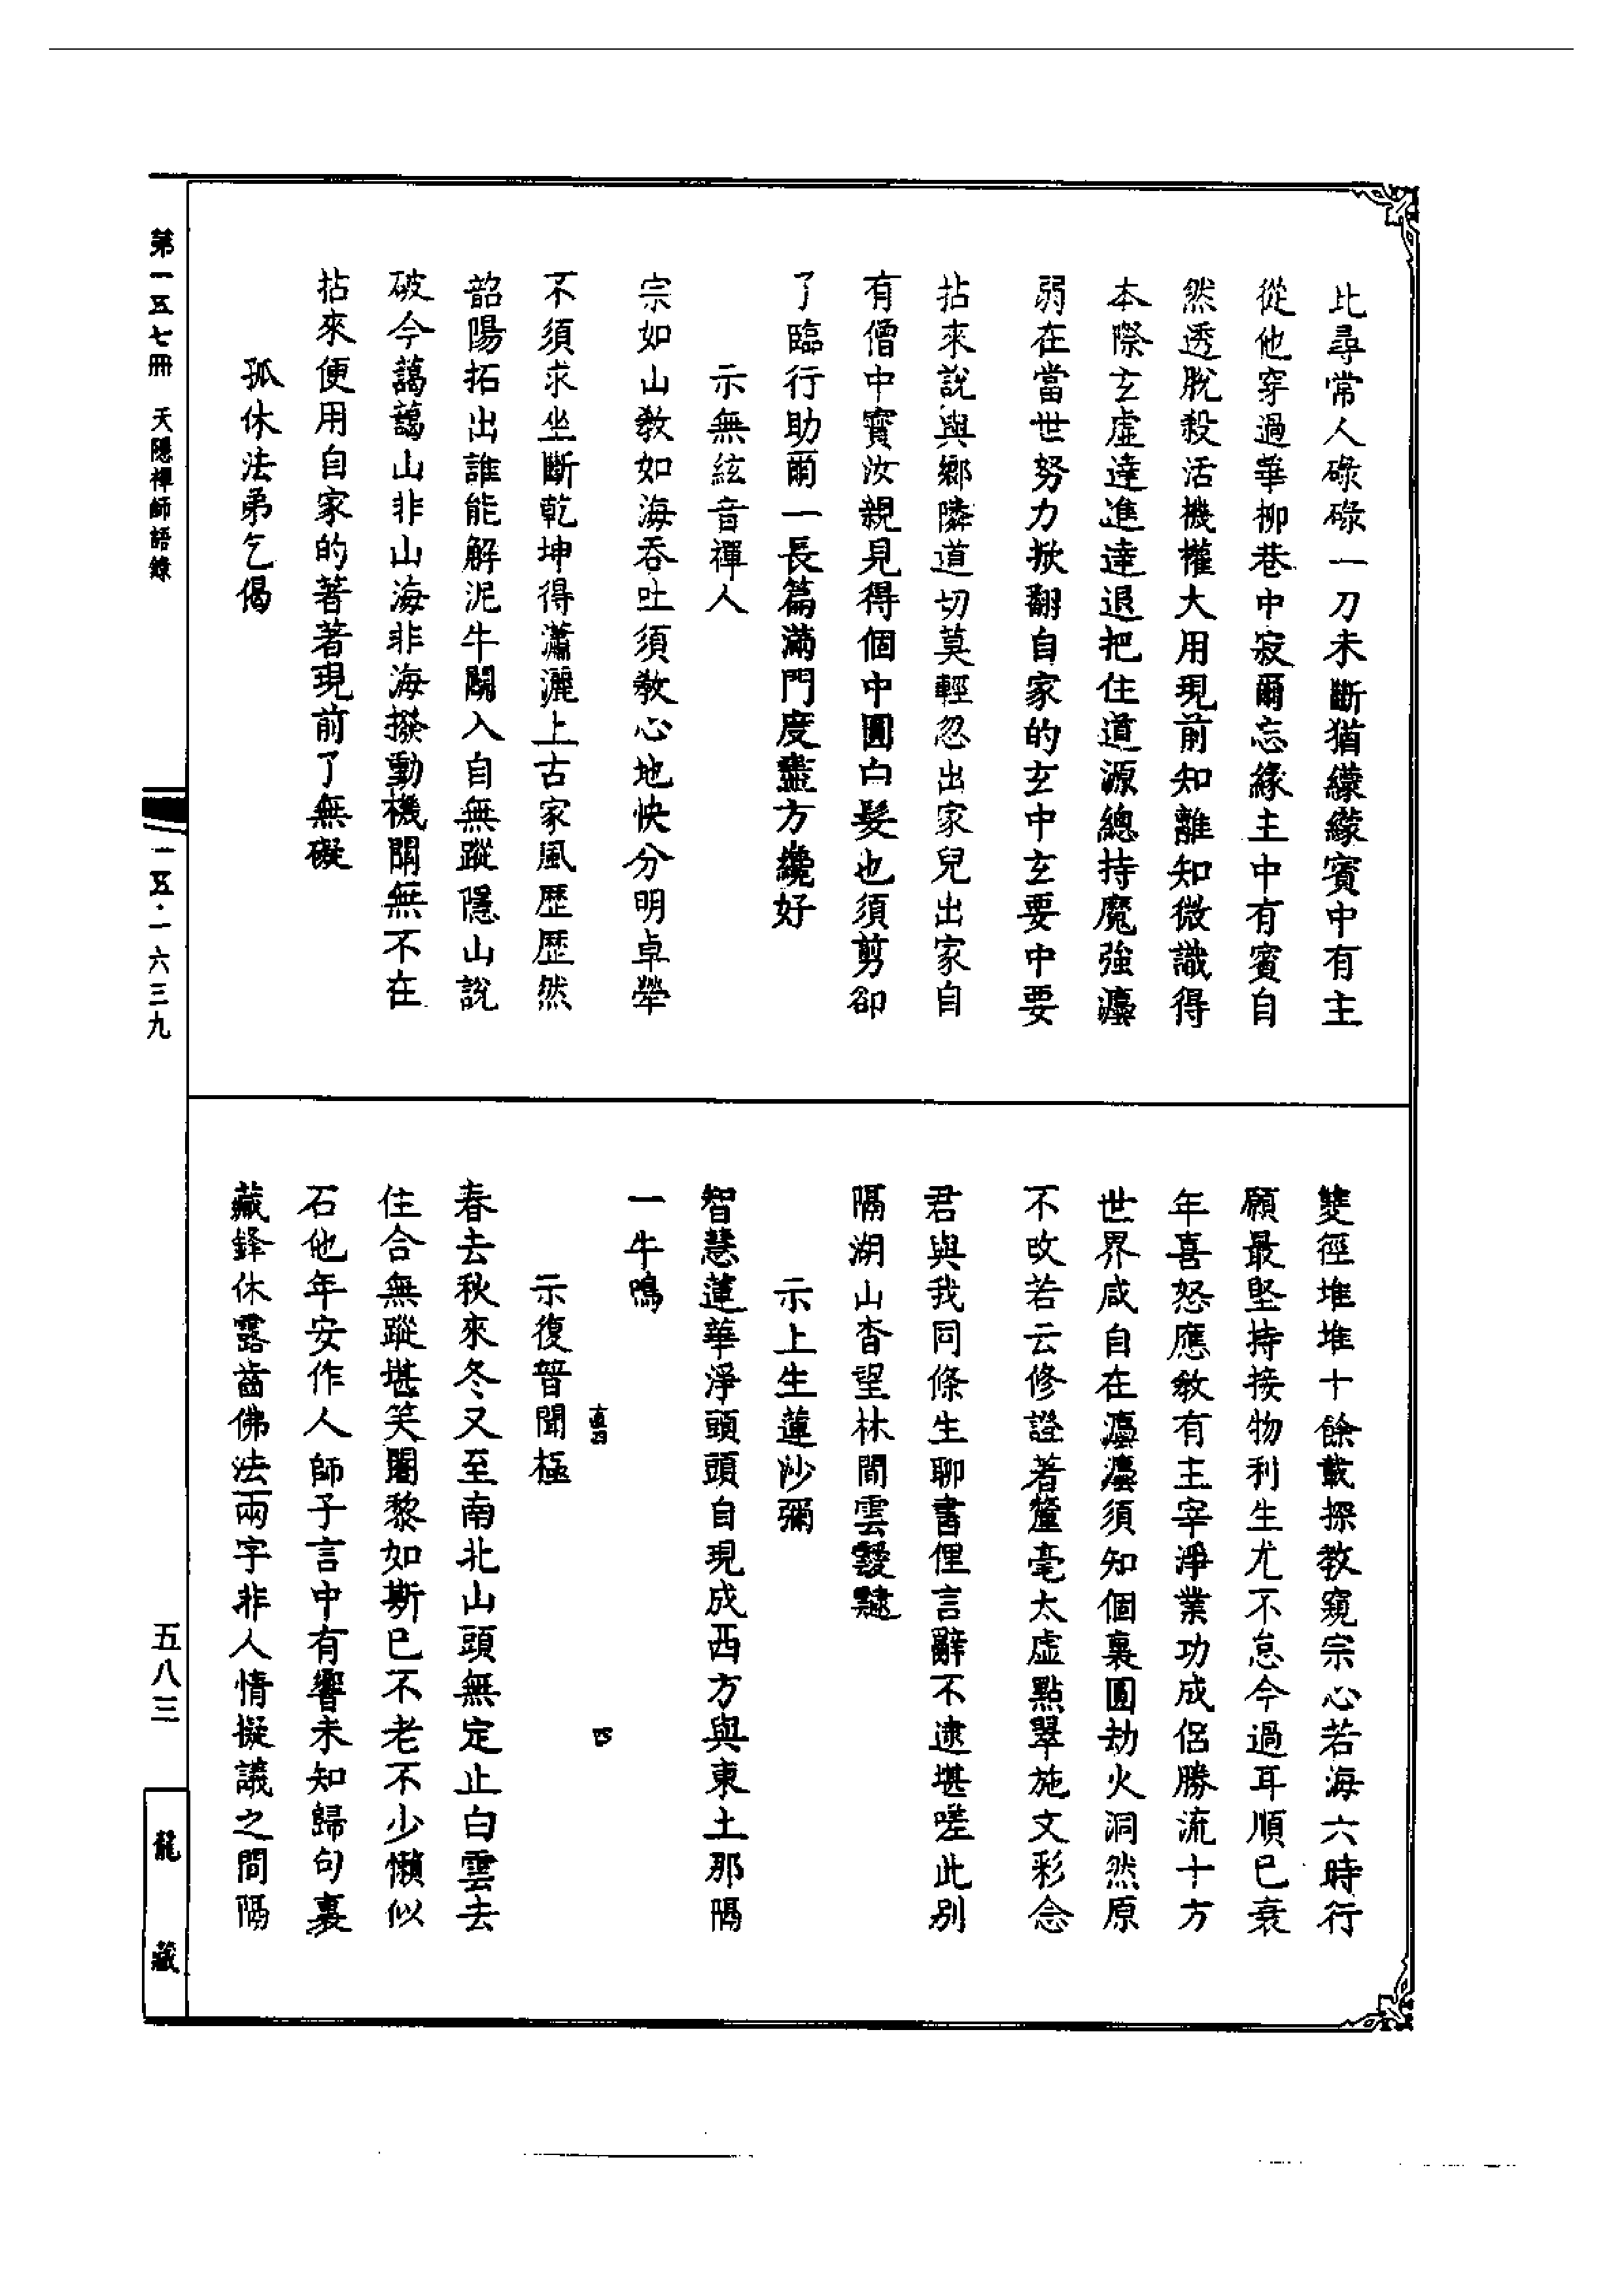 比尋常人碌碌一刀未斷猶纏縛賓中有主
從他穿過華柳巷中寂爾忘緣主中有賓自
然透脫殺活機權大用現前知離知微識得
本際玄虛達進達退把住道源總持魔強灋
弱在當世努力掀翻自家的玄中玄要中要
拈來說與鄉隣道切莫輕忽出家兒出家自
有僧中寳汝親見得個中圓白髮也須剪卻
了臨行助爾一長篇滿門度盡方纔好
示無絃音禪人
宗如山教如海吞吐須教心地快分明卓犖
不須求坐斷乾坤得瀟灑上古家風歷歷然
韶陽拓出誰能解泥牛鬬入自無蹤隱山說
破今藹藹山非山海非海撥動機關無不在
拈來便用自家的著著現前了無礙
孤休法弟乞偈
雙徑堆堆十餘載探教窺宗心若海六時行
願最堅持接物利生尤不怠今過耳順已衰
年喜怒應教有主宰淨業功成侶勝流十方
世界咸自在灋灋須知個裏圓劫火洞然原
不改若云修證著釐毫太虛點翠施文彩念
君與我同條生聊書俚言辭不逮堪嗟此別
隔湖山杳望林間雲靉靆
示上生蓮沙彌
智慧蓮華淨頭頭自現成西方與東土那隔
一牛鳴
示復晉聞極
春去秋來冬又至南北山頭無定止白雲去
住合無蹤堪笑闍黎如斯已不老不少懶似
石他年安作人師子言中有響未知歸句裏
藏鋒休露齒佛法兩字非人情擬議之間隔
第一五七冊　天隱禪師語錄
一五·一六三九
五八三
龍藏